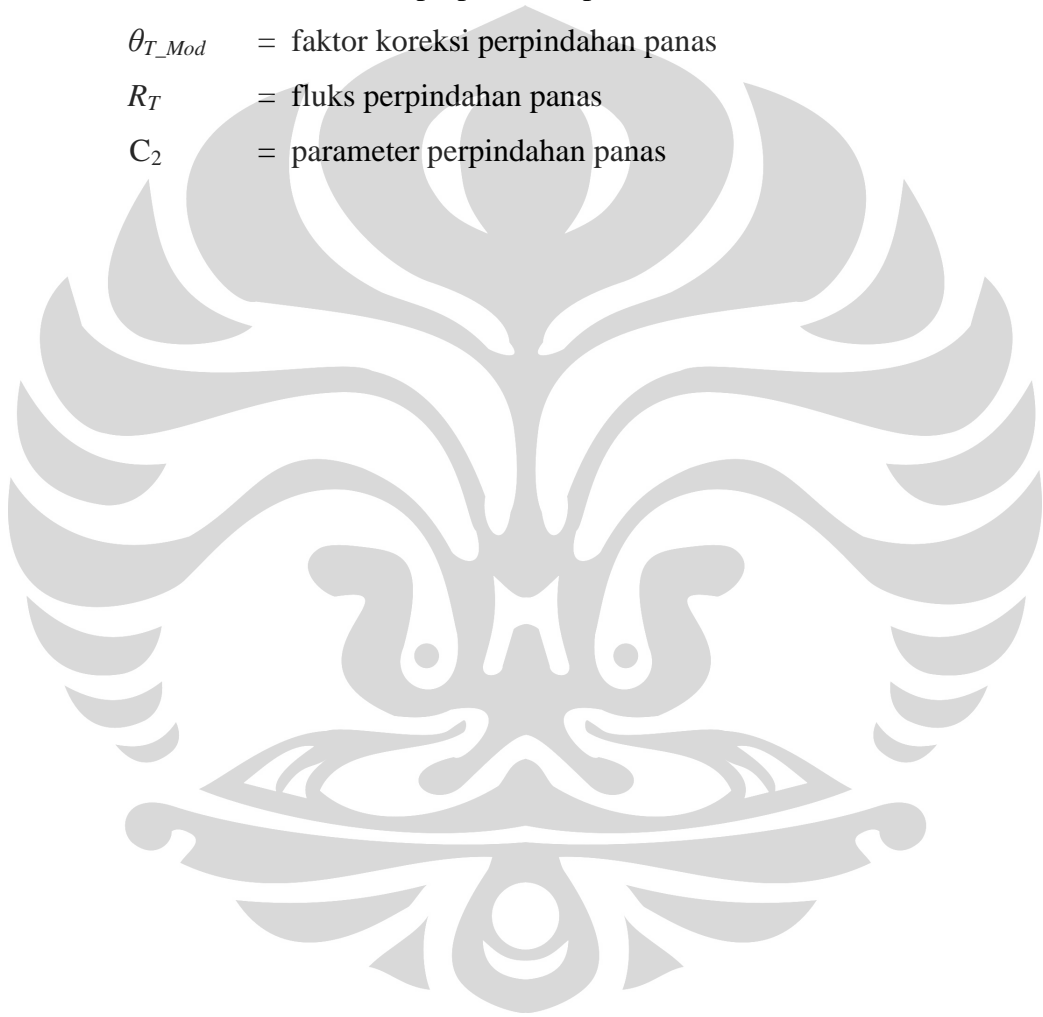 θT_Mod = faktor koreksi perpindahan panas
RT = fluks perpindahan panas
C2 = parameter perpindahan panas